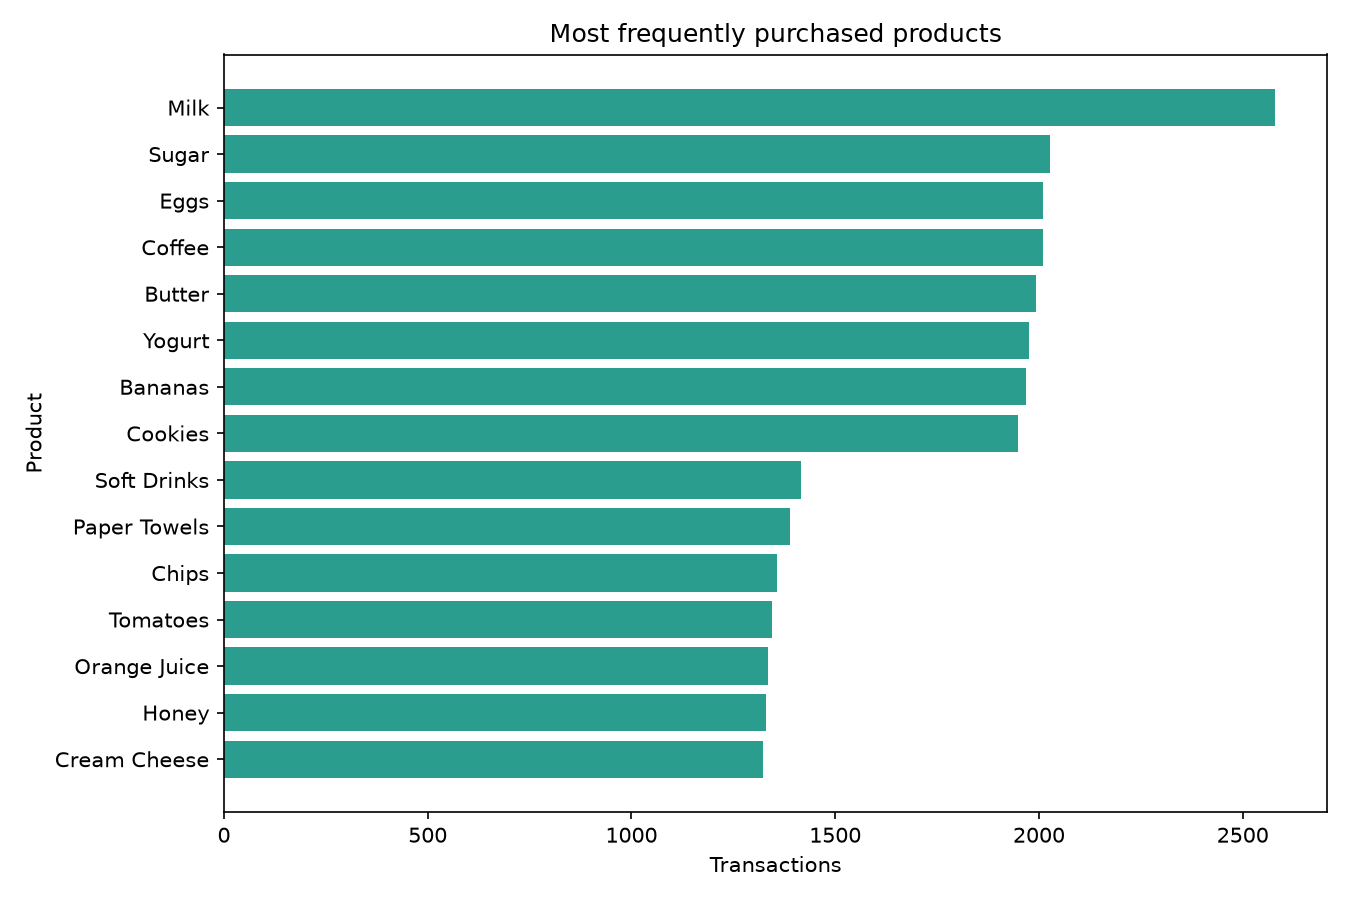 Most frequently purchased products
Product
Milk
Sugar
Eggs
Coffee
Butter
Yogurt
Bananas
Cookies
Soft Drinks
Paper Towels
Chips
Tomatoes
Orange Juice
Honey
Cream Cheese
0 500 1000 1500 2000 2500
Transactions